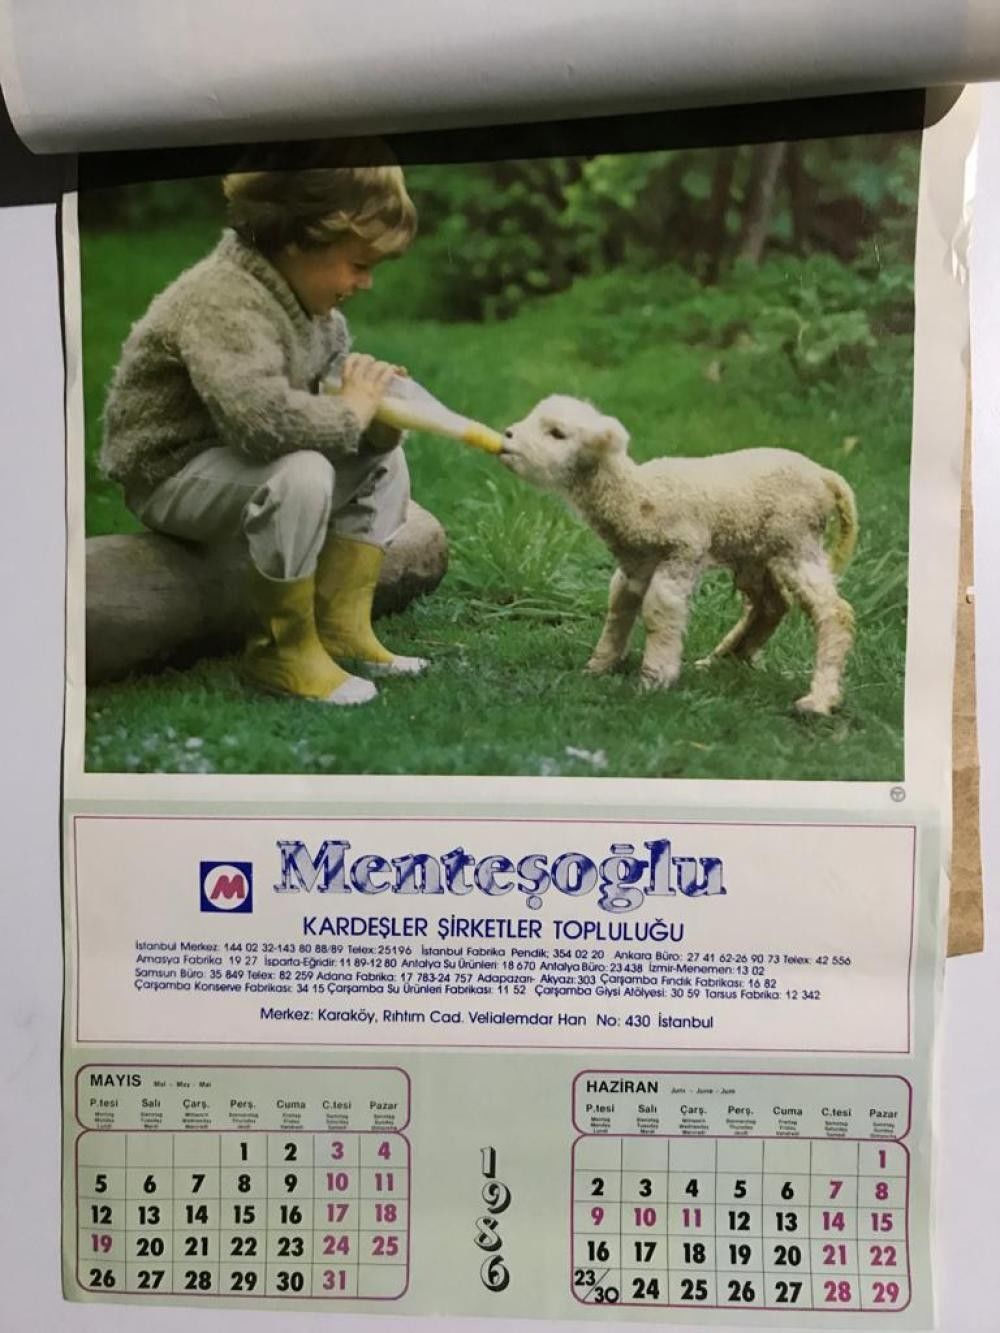 Menteşoğlu
M
KARDEŞLER ŞİRKETLER TOPLULUĞU
İstanbul Merkez: 144 02 32-143 80 88/89 Telex: 25196 İstanbul Fabrika Pendik: 354 02 20 Ankara Büro: 27 41 62-26 90 73 Telex: 42 556
Amasya Fabrika 19 27 Isparta-Eğridir: 11 89-12 80 Antalya Su Ürünleri: 18 670 Antalya Büro: 23 438 İzmir-Menemen: 13 02
Samsun Büro: 35 849 Telex: 82 259 Adana Fabrika: 17 783-24 757 Adapazarı- Akyazı: 303 Çarşamba Fındık Fabrikası: 16 82
Çarşamba Konserve Fabrikası: 34 15 Çarşamba Su Ürünleri Fabrikası: 11 52 Çarşamba Giysi Atölyesi: 30 59 Tarsus Fabrika: 12 342
Merkez: Karaköy, Rıhtım Cad. Velialemdar Han No: 430 İstanbul
MAYIS Mai - May - Mai
P.tesi Salı Çarş. Perş. Cuma C.tesi Pazar
1 2 3 4
5 6 7 8 9 10 11
12 13 14 15 16 17 18
19 20 21 22 23 24 25
26 27 28 29 30 31
1986
HAZİRAN Juni - June - Juin
P.tesi Salı Çarş. Perş. Cuma C.tesi Pazar
1
2 3 4 5 6 7 8
9 10 11 12 13 14 15
16 17 18 19 20 21 22
23/30 24 25 26 27 28 29